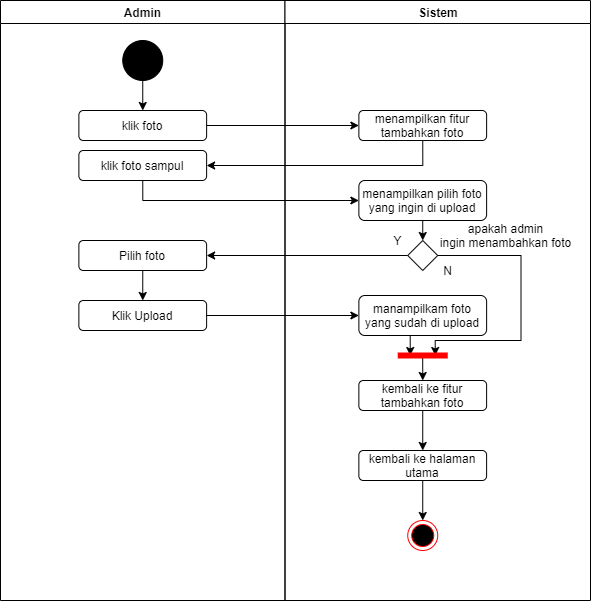 Admin
Sistem
klik foto
menampilkan fitur
tambahkan foto
klik foto sampul
menampilkan pilih foto
yang ingin di upload
apakah admin
ingin menambahkan foto
Y
N
Pilih foto
Klik Upload
manampilkam foto
yang sudah di upload
kembali ke fitur
tambahkan foto
kembali ke halaman
utama